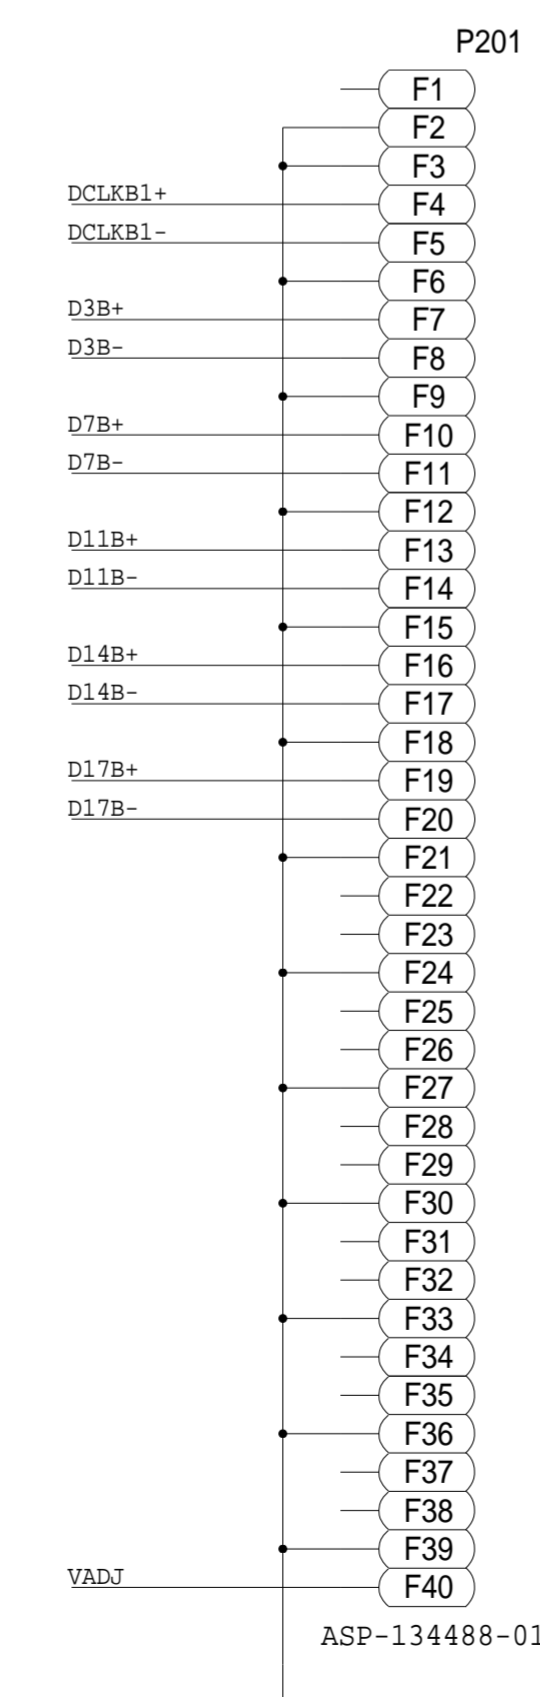 P201
F1
F2
F3
DCLKB1+ F4
DCLKB1- F5
F6
D3B+ F7
D3B- F8
F9
D7B+ F10
D7B- F11
F12
D11B+ F13
D11B- F14
F15
D14B+ F16
D14B- F17
F18
D17B+ F19
D17B- F20
F21
F22
F23
F24
F25
F26
F27
F28
F29
F30
F31
F32
F33
F34
F35
F36
F37
F38
F39
VADJ F40
ASP-134488-01